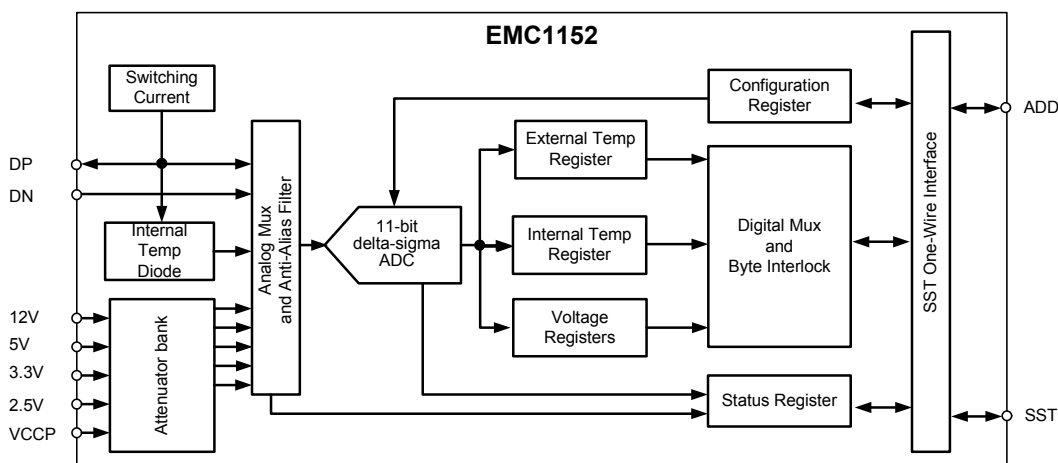 EMC1152
Switching
Current
DP
DN
Internal
Temp
Diode
12V
5V
3.3V
2.5V
VCCP
Attenuator bank
Analog Mux
and Anti-Alias Filter
11-bit
delta-sigma
ADC
External Temp
Register
Internal Temp
Register
Voltage
Registers
Configuration
Register
Digital Mux
and
Byte Interlock
Status Register
SST One-Wire Interface
ADD
SST